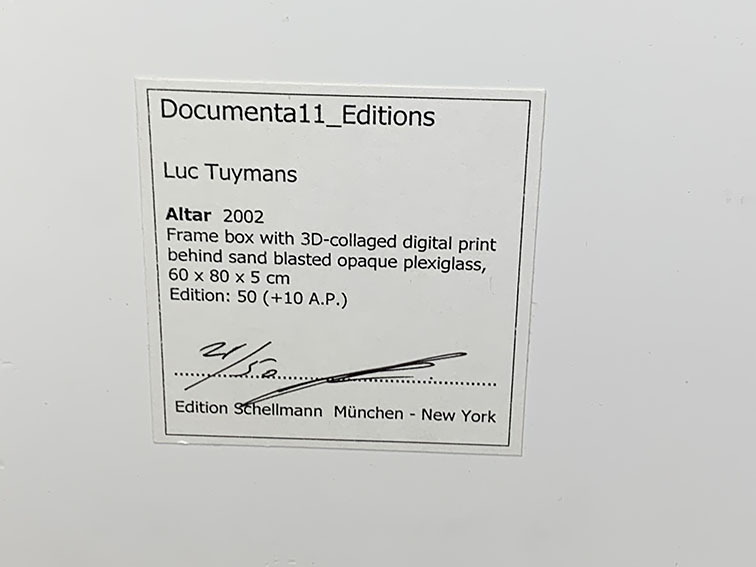 Documenta11_Editions
Luc Tuymans
Altar 2002
Frame box with 3D-collaged digital print
behind sand blasted opaque plexiglass,
60 x 80 x 5 cm
Edition: 50 (+10 A.P.)
21/50
Edition Schellmann München - New York